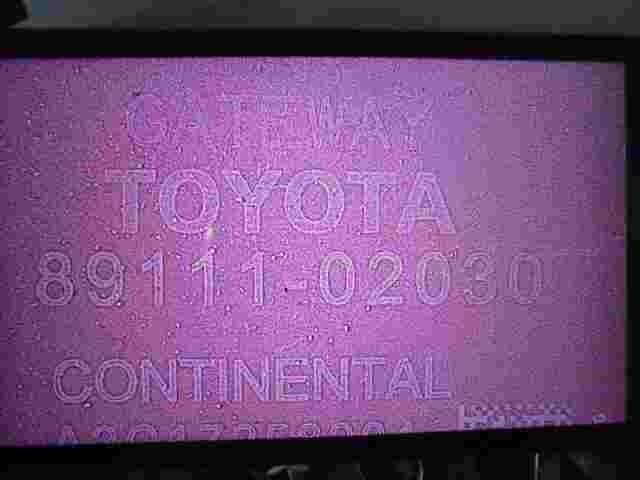 GATEWAY
TOYOTA
89111-02030
CONTINENTAL